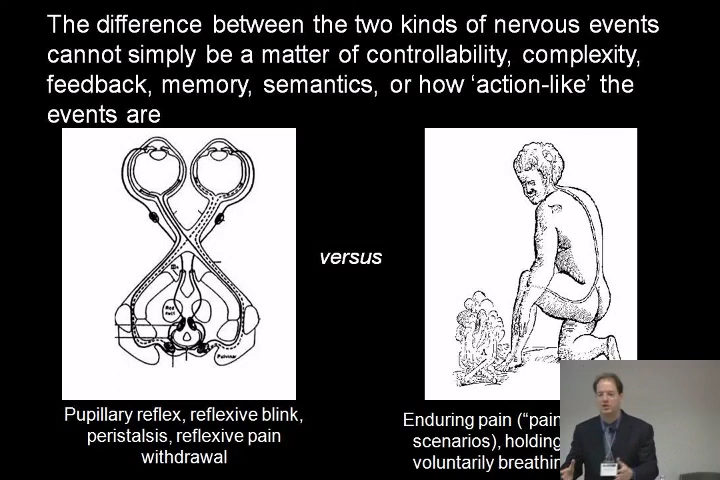 The difference between the two kinds of nervous events
cannot simply be a matter of controllability, complexity,
feedback, memory, semantics, or how ‘action-like’ the
events are
versus
Pulvinar
Pupillary reflex, reflexive blink,
peristalsis, reflexive pain
withdrawal
Enduring pain (“pain
scenarios), holding
voluntarily